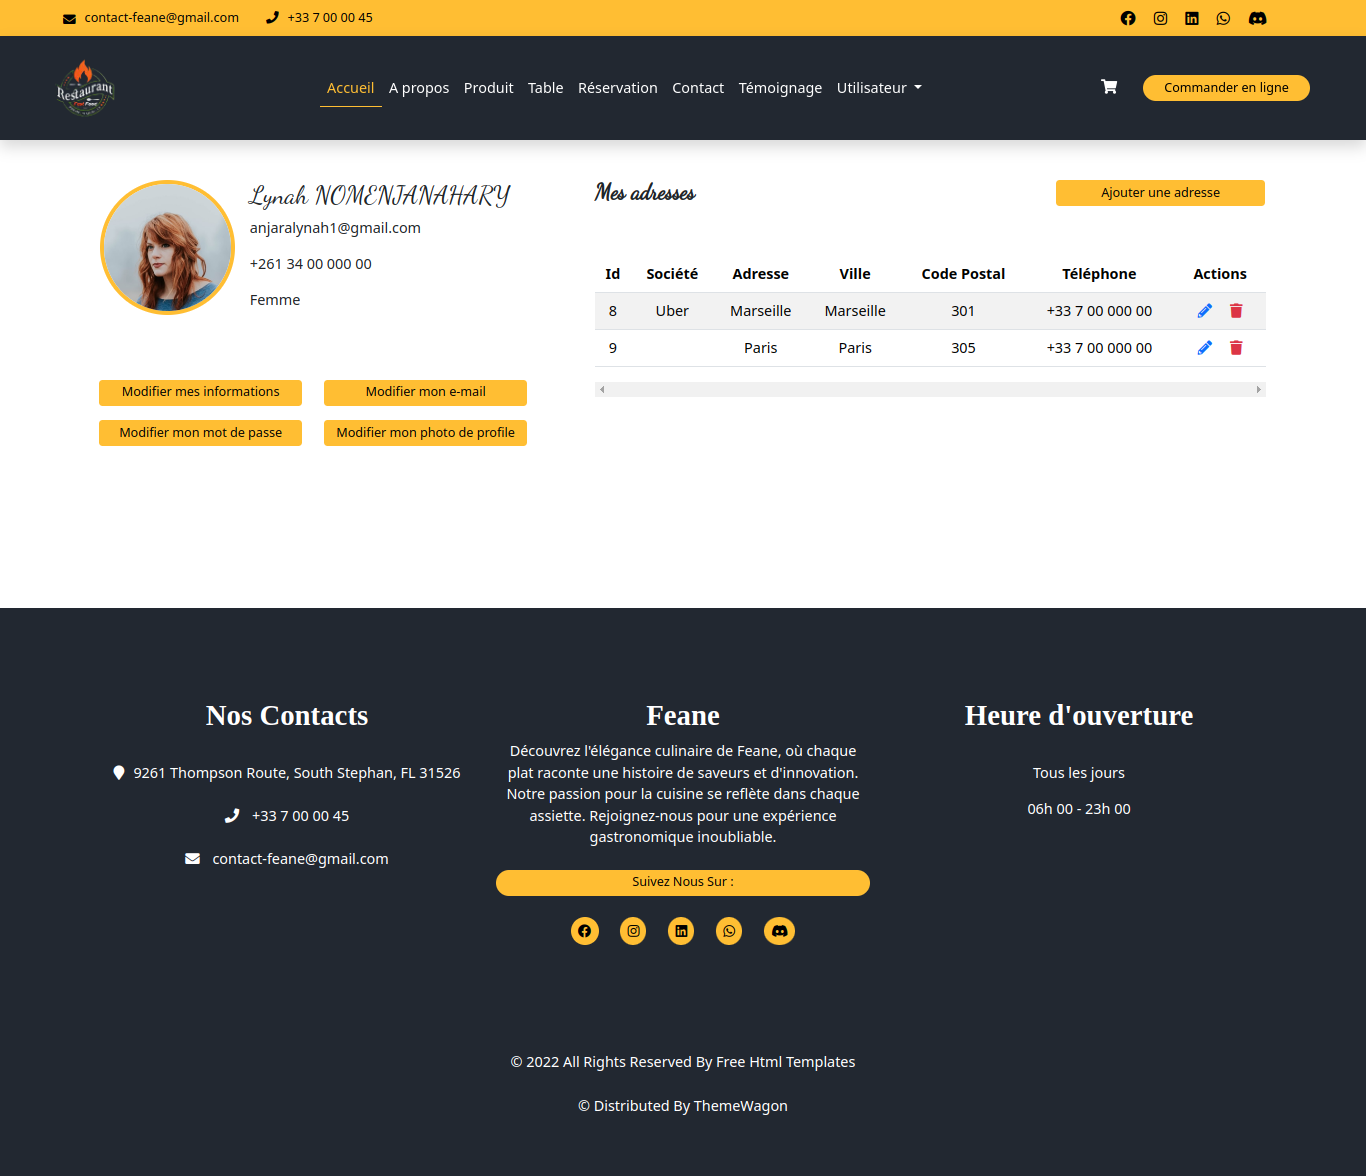 contact-feane@gmail.com +33 7 00 00 45
Restaurant
Accueil A propos Produit Table Réservation Contact Témoignage Utilisateur
Commander en ligne
Lynah NOMENJANAHARY
anjaralynah1@gmail.com
+261 34 00 000 00
Femme
Modifier mes informations Modifier mon e-mail
Modifier mon mot de passe Modifier mon photo de profile
Mes adresses
Ajouter une adresse
Id Société Adresse Ville Code Postal Téléphone Actions
8 Uber Marseille Marseille 301 +33 7 00 000 00
9 Paris Paris 305 +33 7 00 000 00
Nos Contacts
9261 Thompson Route, South Stephan, FL 31526
+33 7 00 00 45
contact-feane@gmail.com
Feane
Découvrez l'élégance culinaire de Feane, où chaque
plat raconte une histoire de saveurs et d'innovation.
Notre passion pour la cuisine se reflète dans chaque
assiette. Rejoignez-nous pour une expérience
gastronomique inoubliable.
Suivez Nous Sur :
Heure d'ouverture
Tous les jours
06h 00 - 23h 00
© 2022 All Rights Reserved By Free Html Templates
© Distributed By ThemeWagon